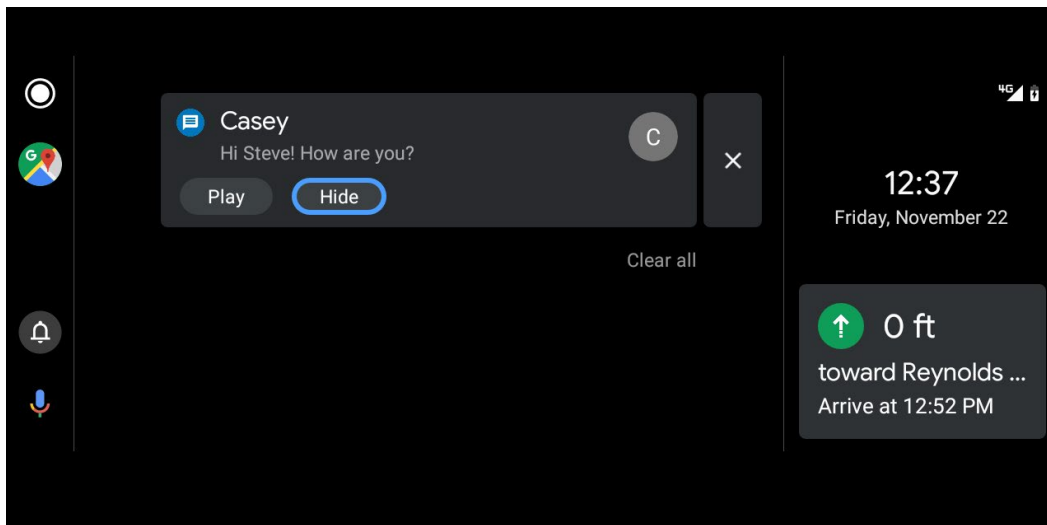 4G
G
Casey
Hi Steve! How are you?
C
Play
Hide
Clear all
12:37
Friday, November 22
0 ft
toward Reynolds ...
Arrive at 12:52 PM